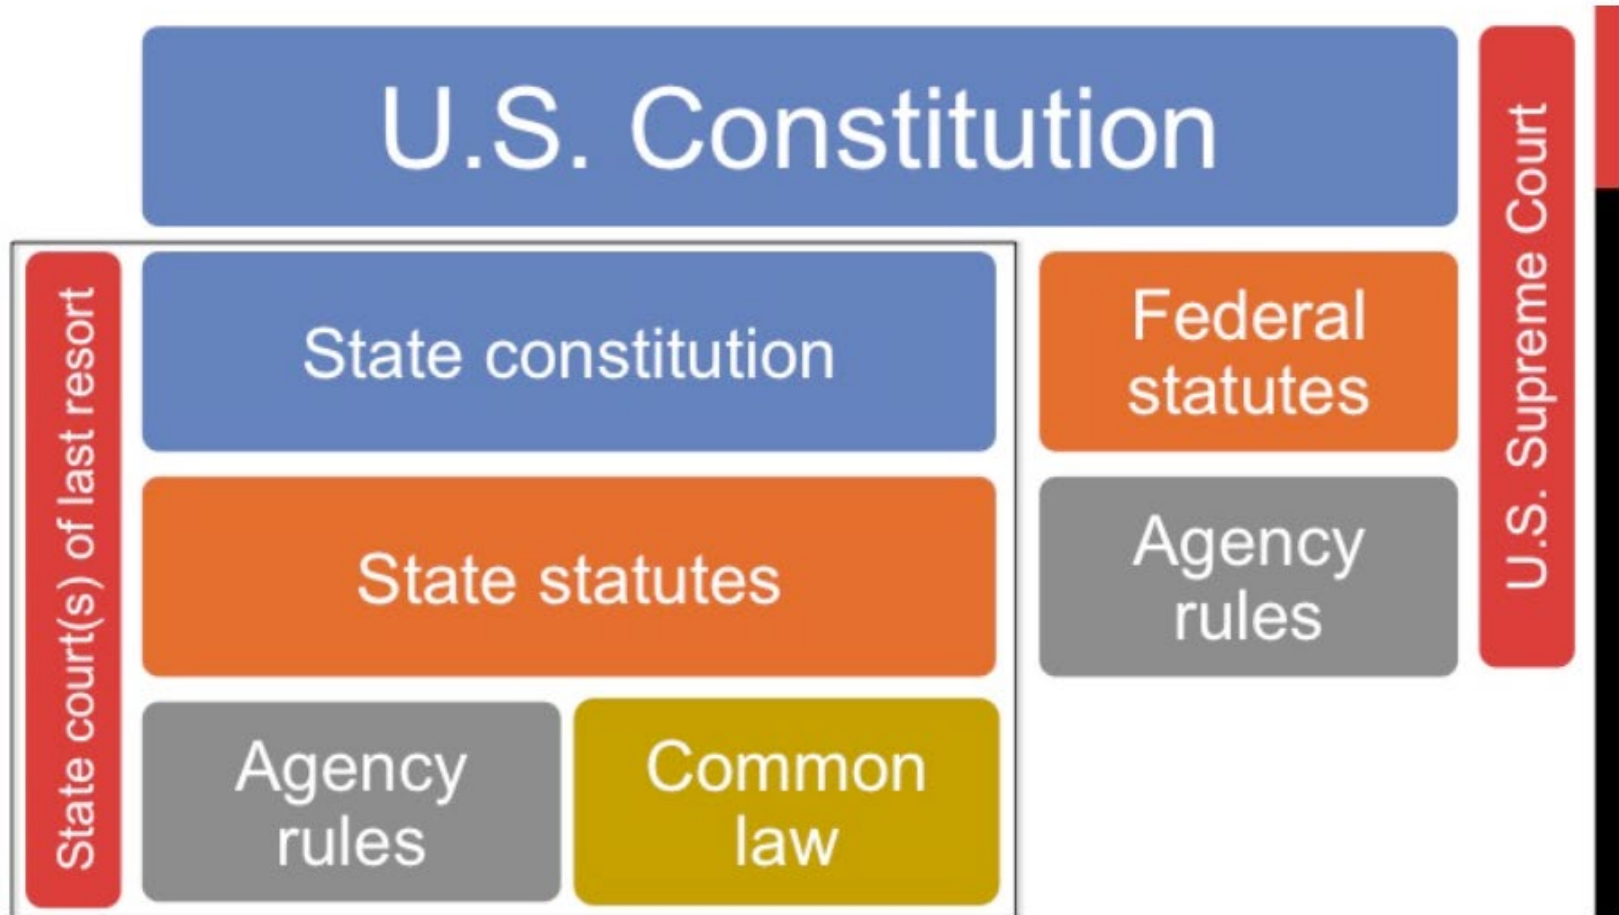 U.S. Constitution
U.S. Supreme Court
State court(s) of last resort
State constitution
Federal
statutes
State statutes
Agency
rules
Agency
rules
Common
law